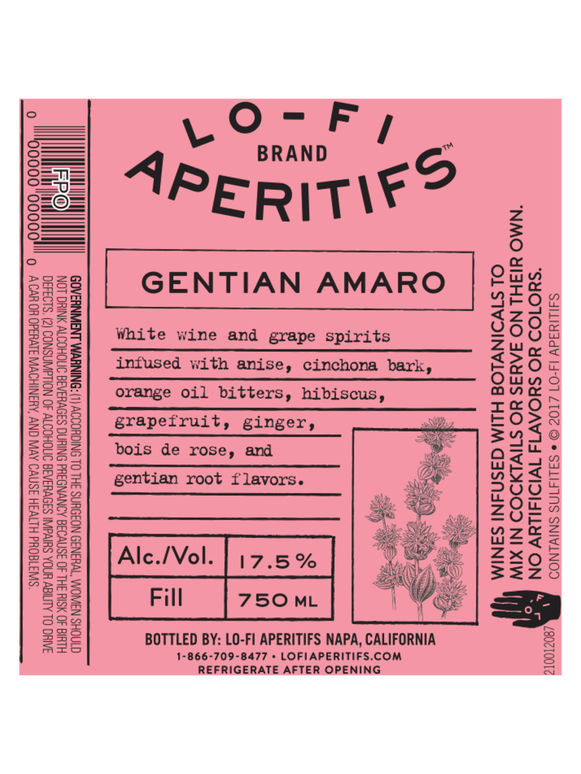 LO-FI
BRAND
APERITIFS™
GENTIAN AMARO
White wine and grape spirits
infused with anise, cinchona bark,
orange oil bitters, hibiscus,
grapefruit, ginger,
bois de rose, and
gentian root flavors.
Alc./Vol. 17.5%
Fill 750 ML
BOTTLED BY: LO-FI APERITIFS NAPA, CALIFORNIA
1-866-709-8477 • LOFIAPERITIFS.COM
REFRIGERATE AFTER OPENING
0 00000 00000 0
FPO
GOVERNMENT WARNING: (1) ACCORDING TO THE SURGEON GENERAL, WOMEN SHOULD
NOT DRINK ALCOHOLIC BEVERAGES DURING PREGNANCY BECAUSE OF THE RISK OF BIRTH
DEFECTS. (2) CONSUMPTION OF ALCOHOLIC BEVERAGES IMPAIRS YOUR ABILITY TO DRIVE
A CAR OR OPERATE MACHINERY, AND MAY CAUSE HEALTH PROBLEMS.
WINES INFUSED WITH BOTANICALS TO
MIX IN COCKTAILS OR SERVE ON THEIR OWN.
NO ARTIFICIAL FLAVORS OR COLORS.
CONTAINS SULFITES • © 2017 LO-FI APERITIFS
210012087